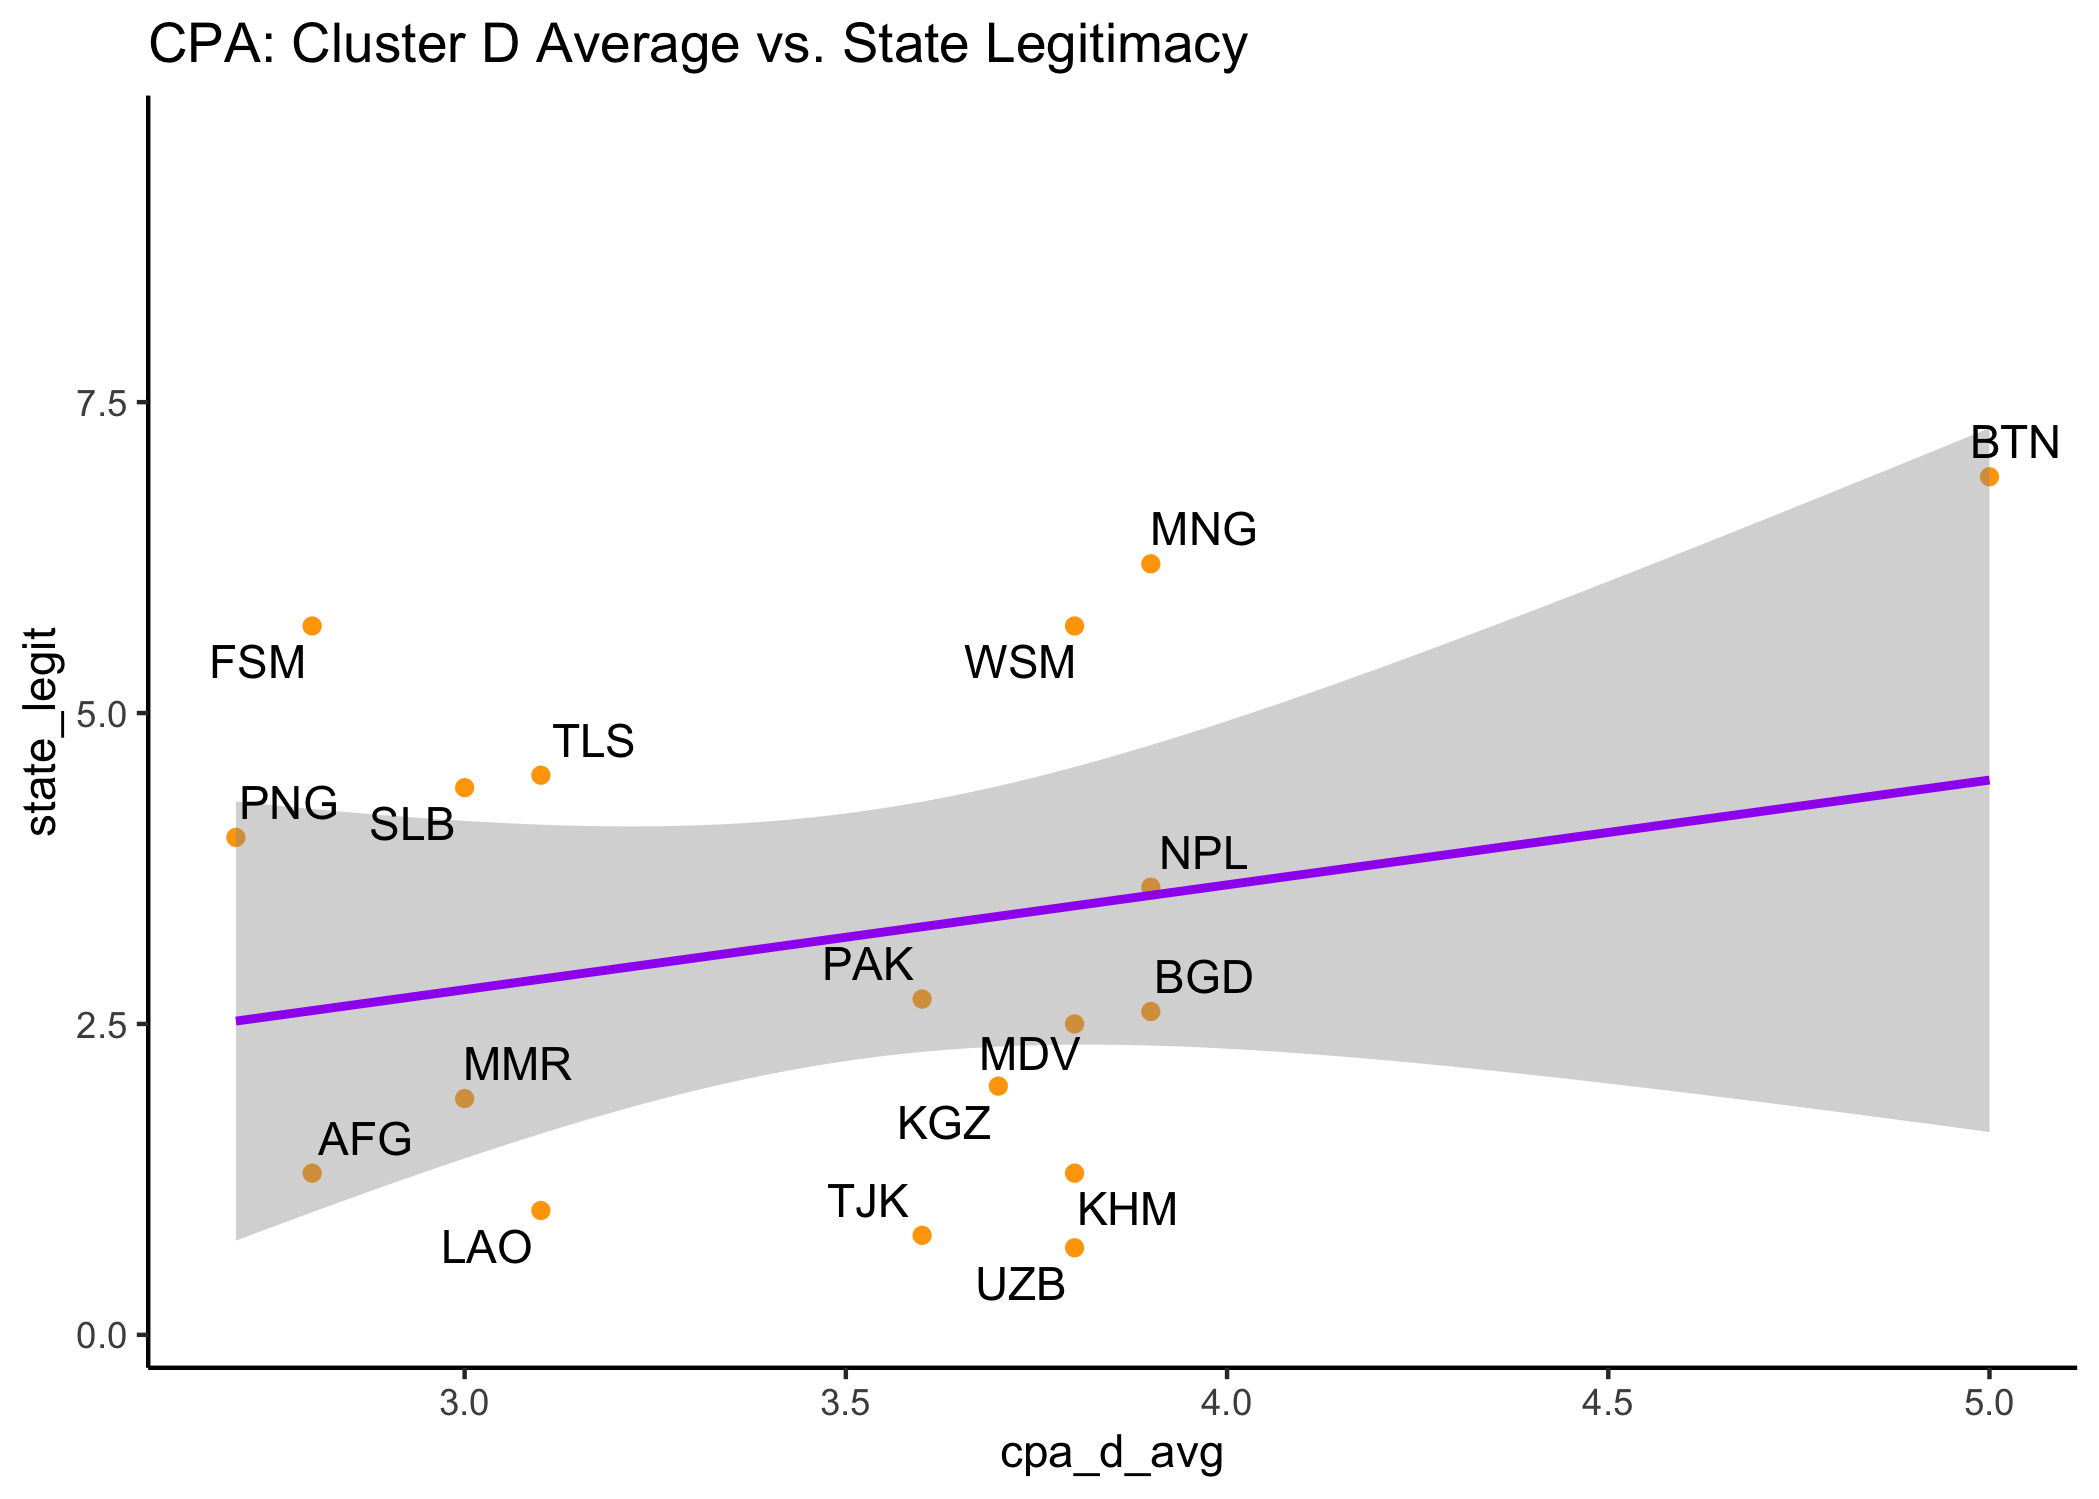 CPA: Cluster D Average vs. State Legitimacy
state_legit
7.5
5.0
2.5
0.0
BTN
MNG
FSM
WSM
TLS
PNG
SLB
NPL
PAK
BGD
MMR
MDV
AFG
KGZ
TJK
KHM
LAO
UZB
3.0
3.5
4.0
4.5
5.0
cpa_d_avg